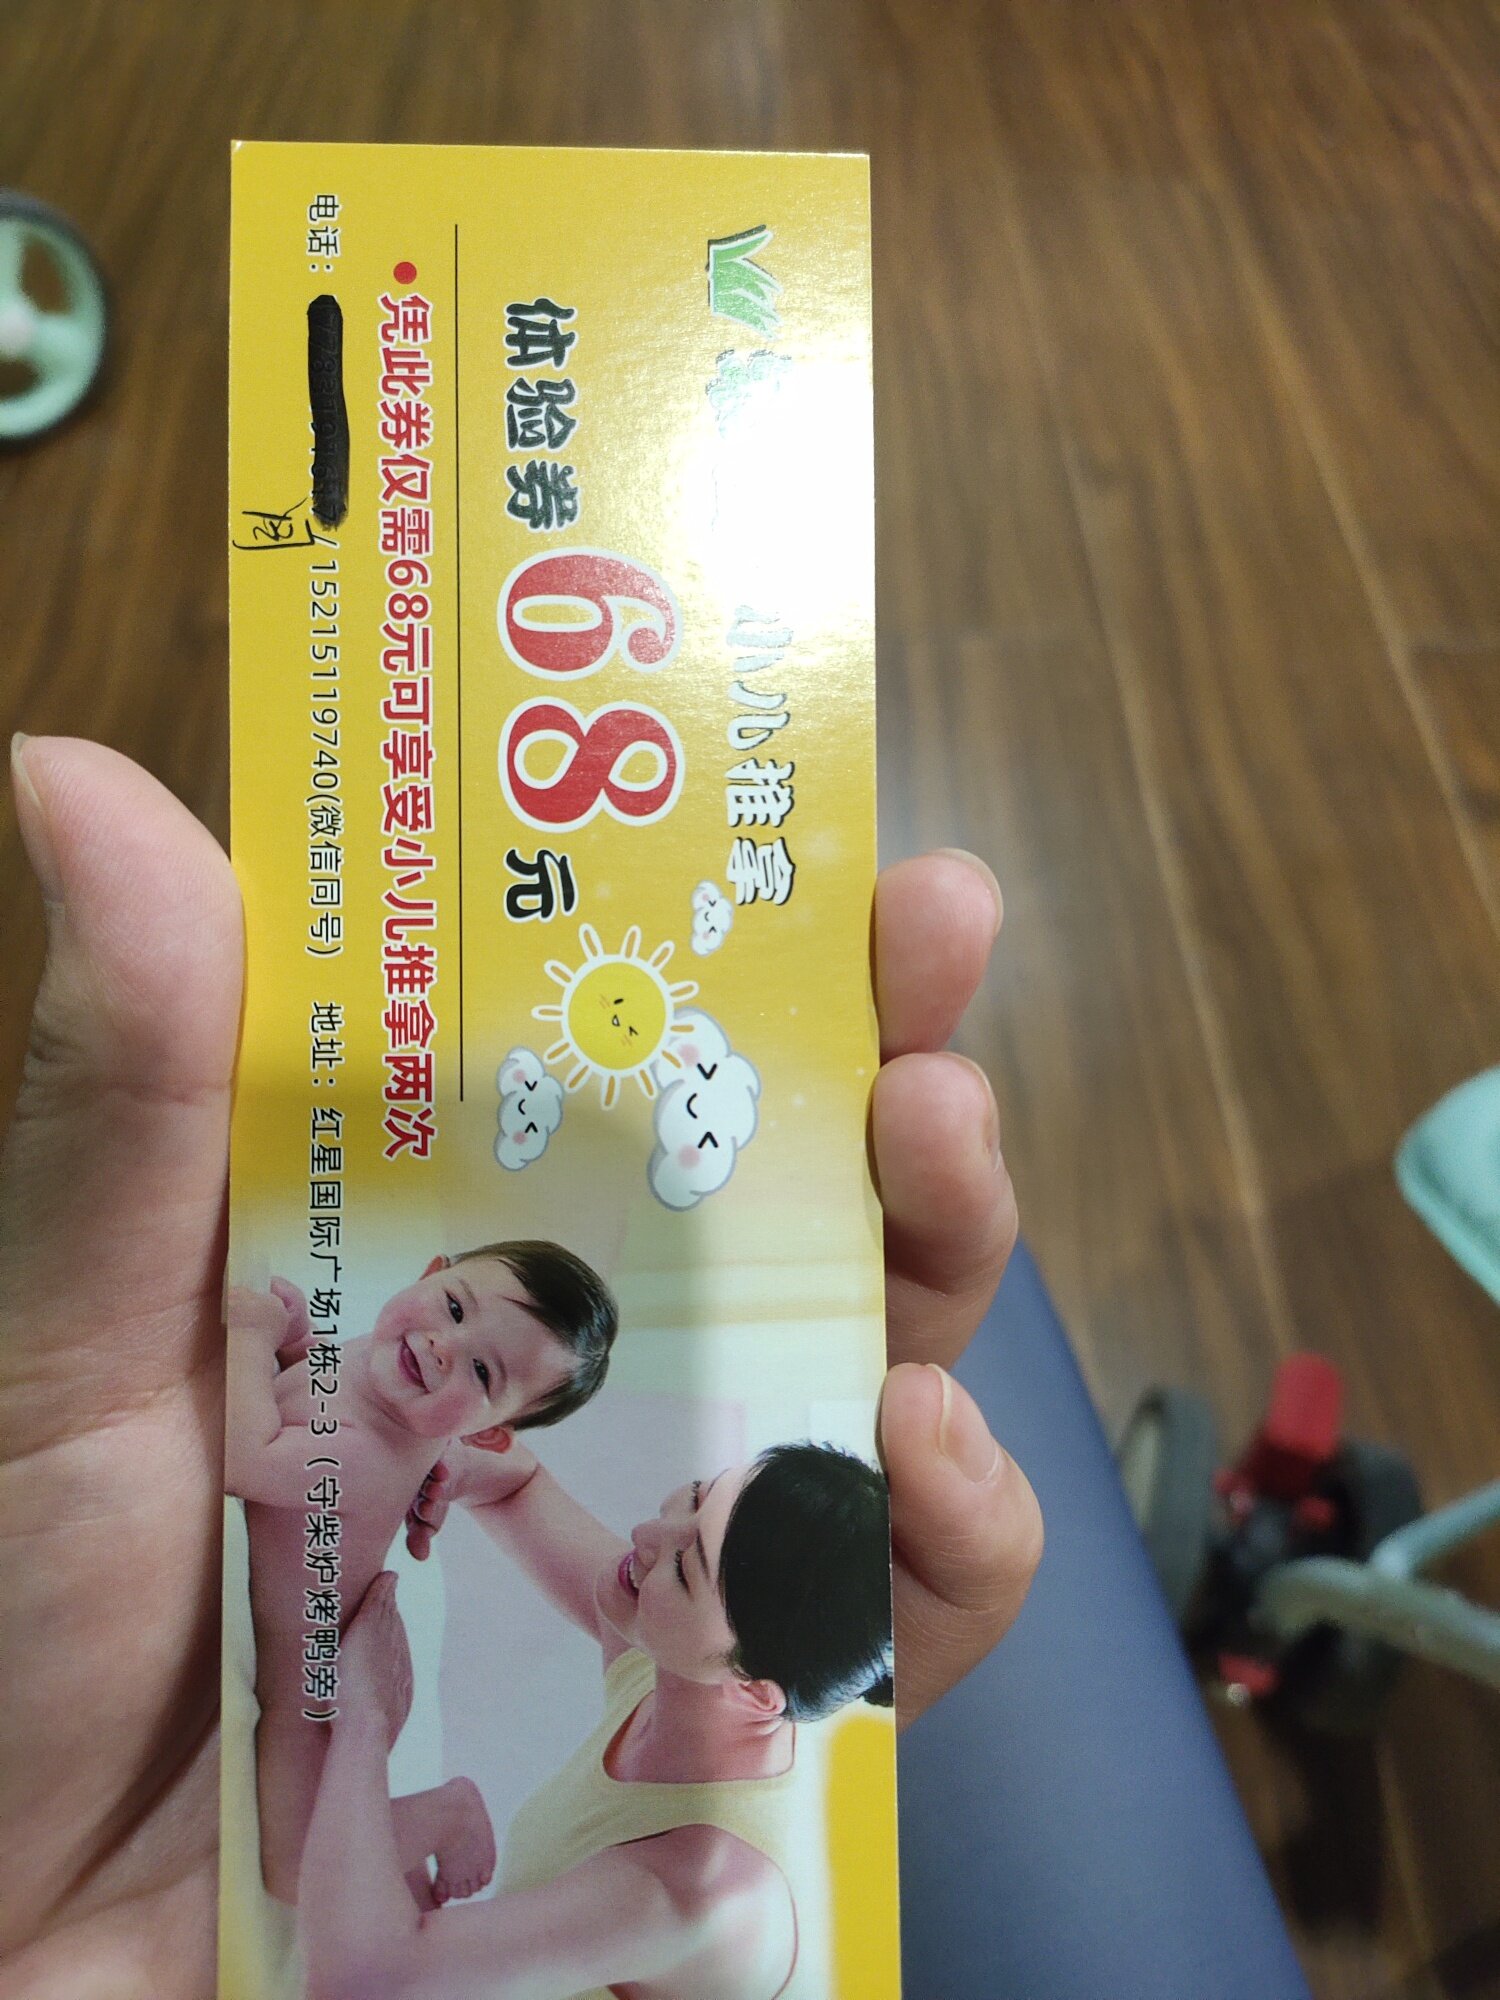 小儿推拿
体验券68元
凭此券仅需68元可享受小儿推拿两次
电话： / 15215119740(微信同号) 地址：红星国际广场1栋2-3（守柴炉烤鸭旁）